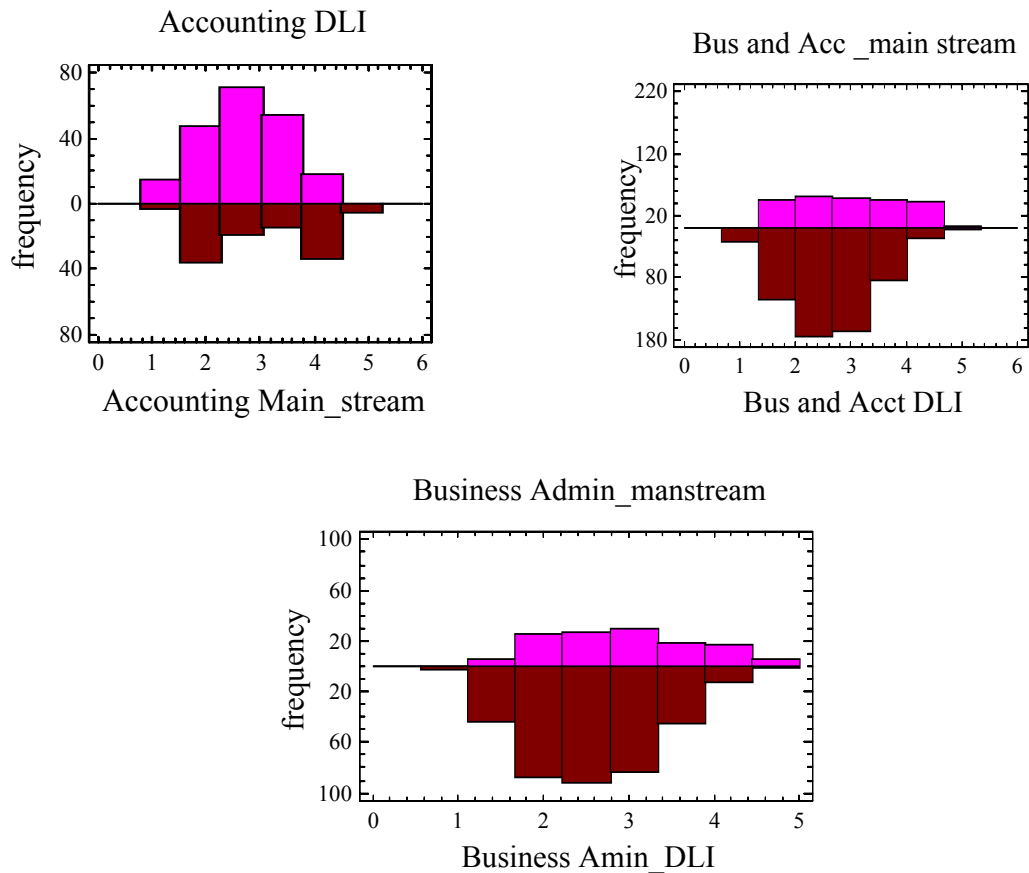 Accounting DLI
80
40
0
40
80
frequency
0 1 2 3 4 5 6
Accounting Main_stream
Bus and Acc _main stream
220
120
20
80
180
frequency
0 1 2 3 4 5 6
Bus and Acct DLI
Business Admin_manstream
100
60
20
20
60
100
frequency
0 1 2 3 4 5
Business Amin_DLI